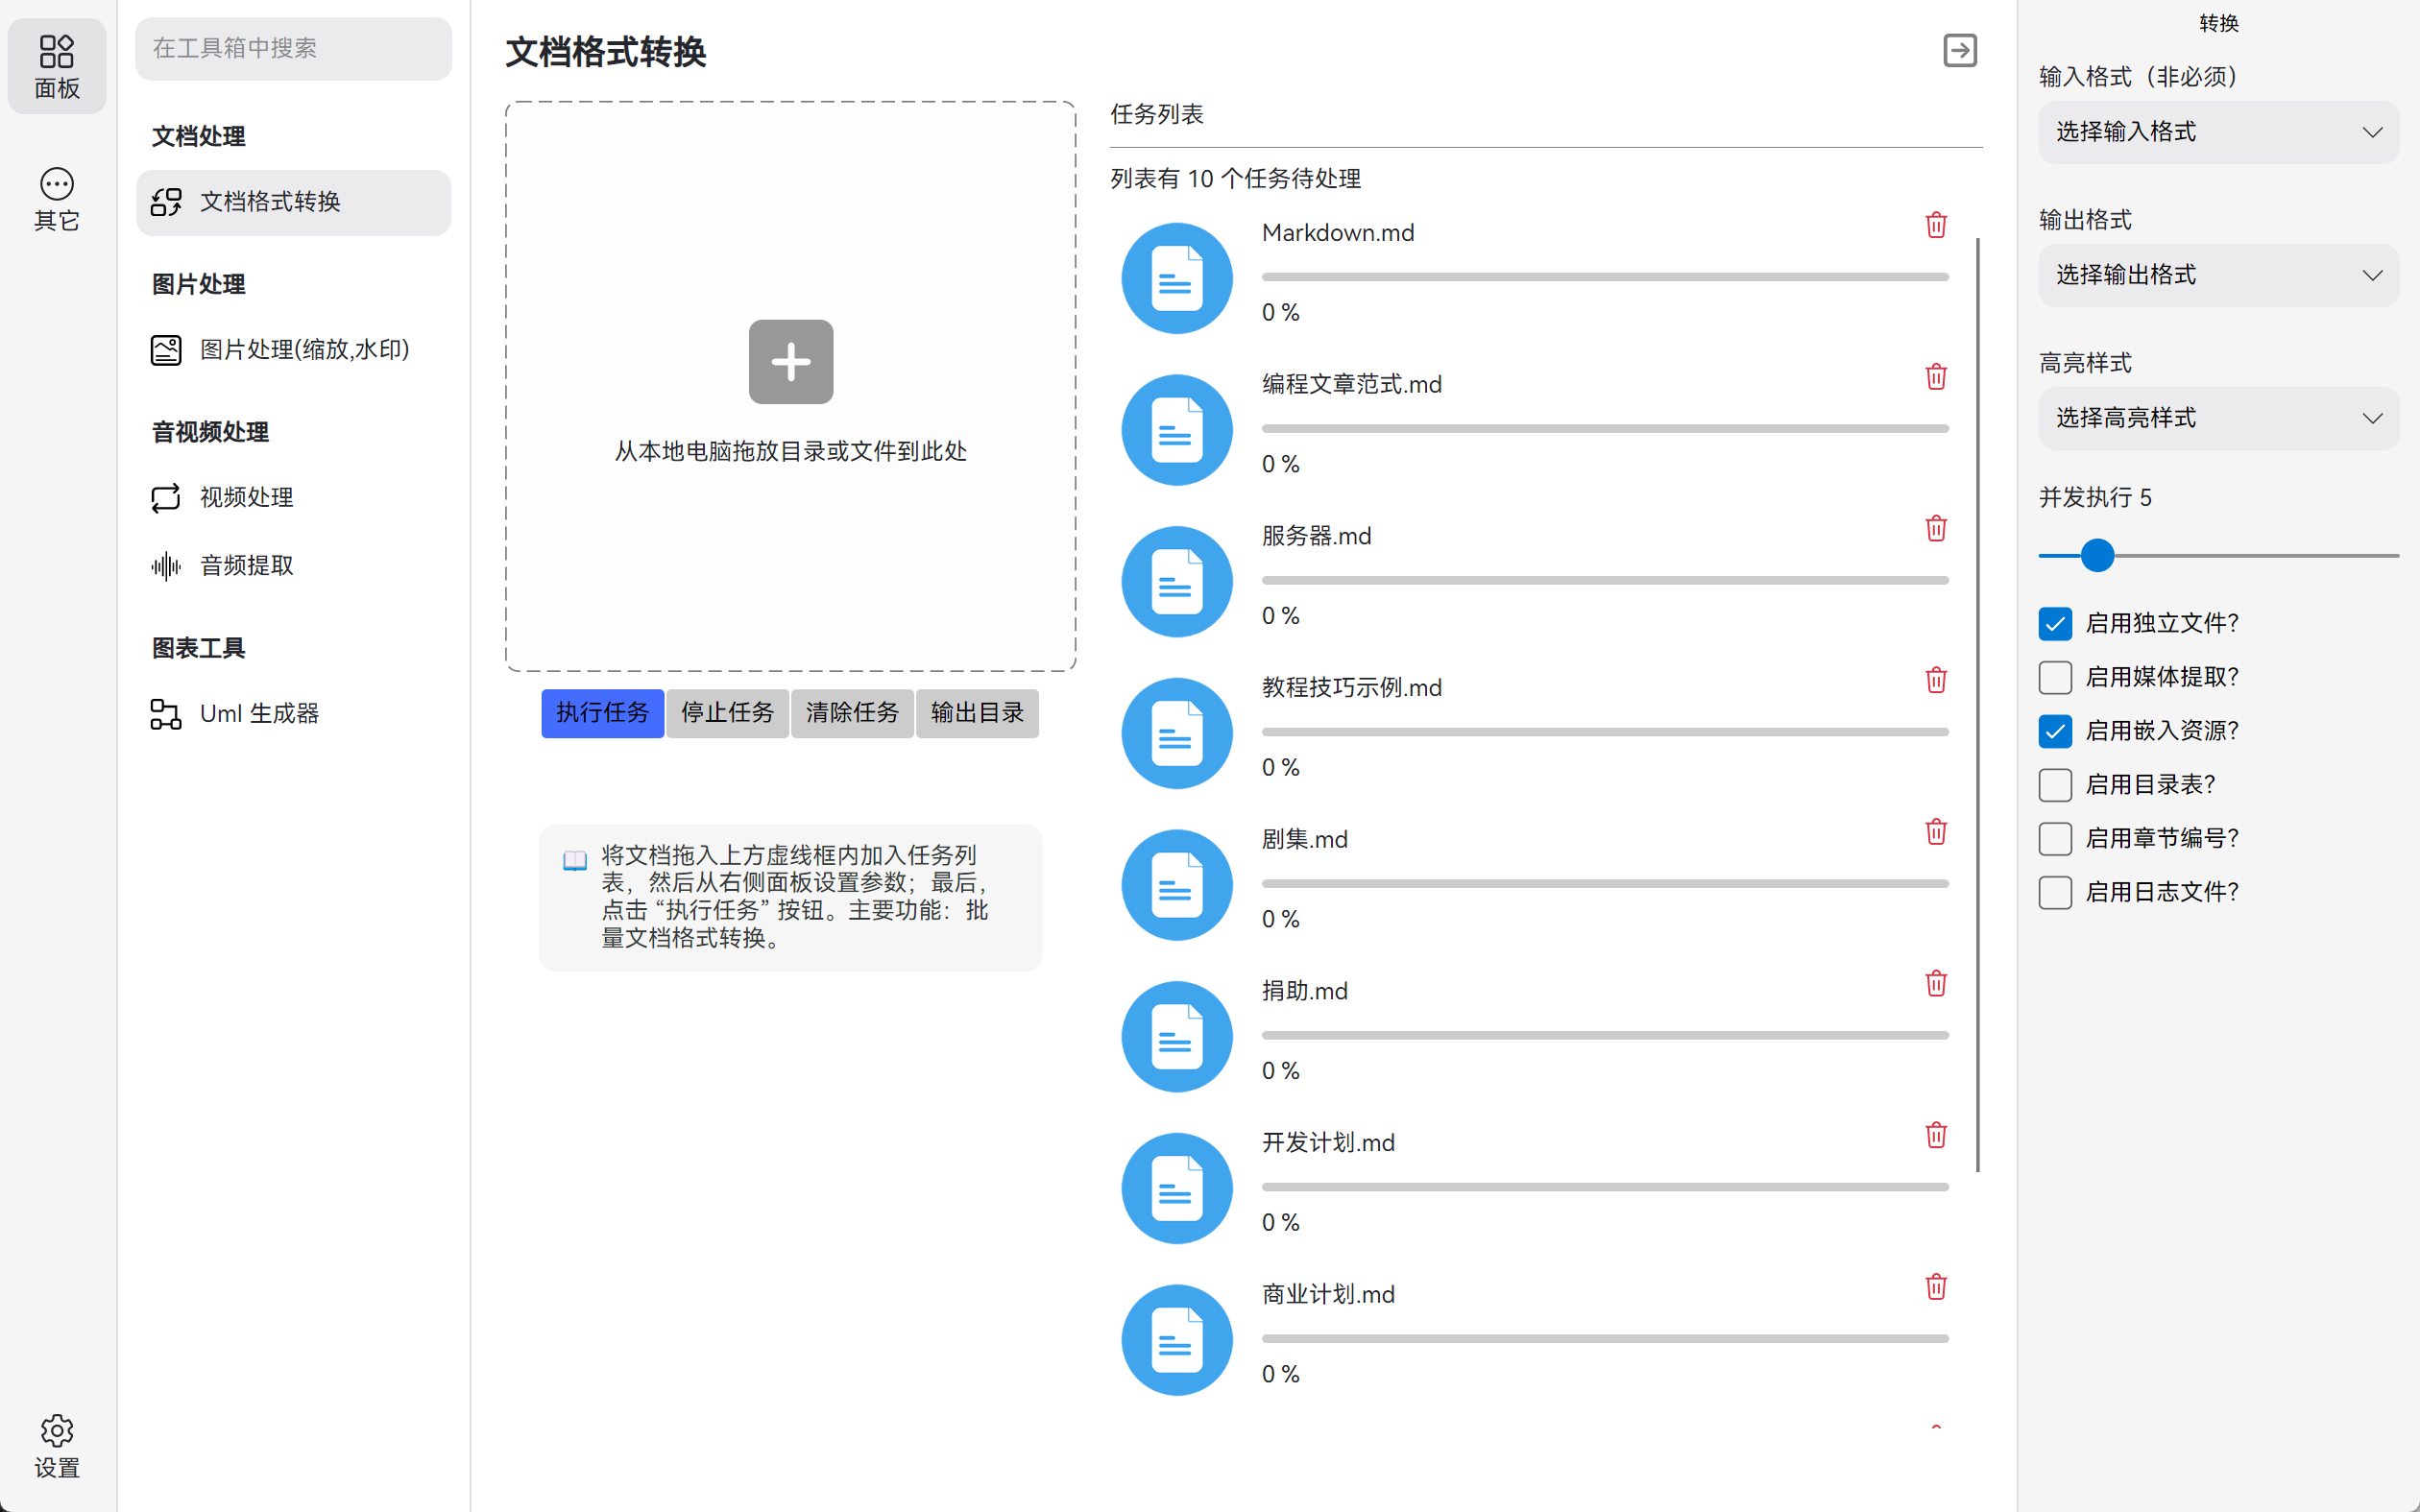 面板
其它
设置
在工具箱中搜索
文档处理
文档格式转换
图片处理
图片处理(缩放,水印)
音视频处理
视频处理
音频提取
图表工具
Uml 生成器
文档格式转换
从本地电脑拖放目录或文件到此处
执行任务 停止任务 清除任务 输出目录
将文档拖入上方虚线框内加入任务列
表，然后从右侧面板设置参数；最后，
点击 “执行任务” 按钮。主要功能：批
量文档格式转换。
任务列表
列表有 10 个任务待处理
Markdown.md
0 %
编程文章范式.md
0 %
服务器.md
0 %
教程技巧示例.md
0 %
剧集.md
0 %
捐助.md
0 %
开发计划.md
0 %
商业计划.md
0 %
转换
输入格式（非必须）
选择输入格式
输出格式
选择输出格式
高亮样式
选择高亮样式
并发执行 5
启用独立文件?
启用媒体提取?
启用嵌入资源?
启用目录表?
启用章节编号?
启用日志文件?